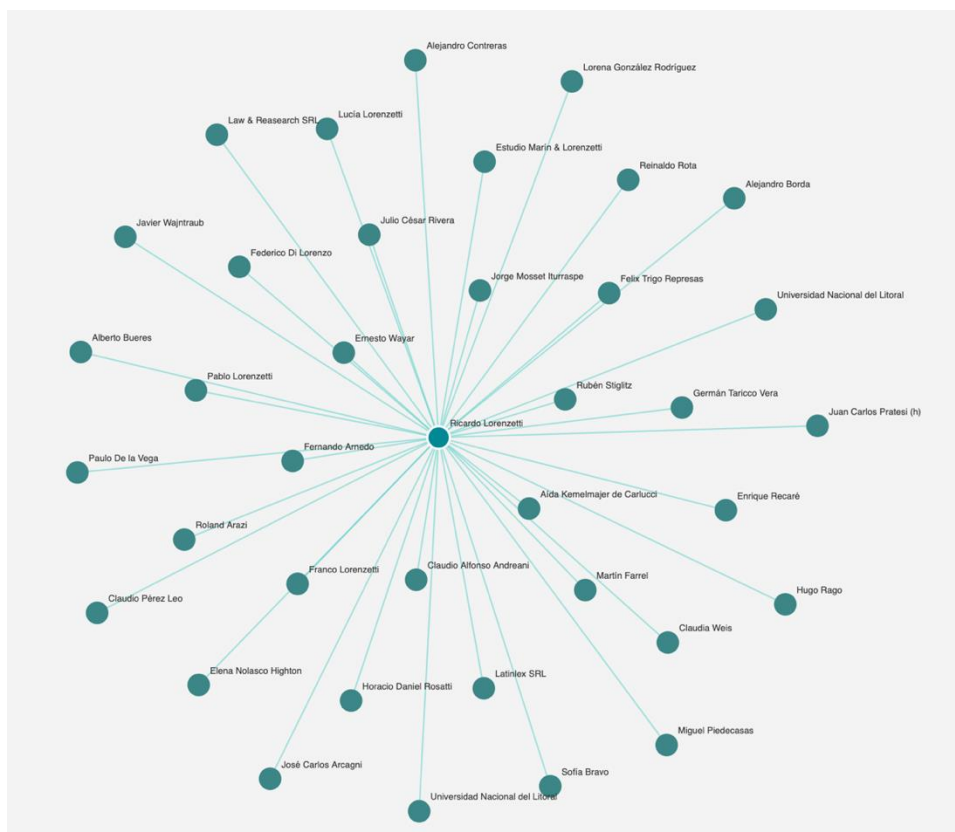 Alejandro Contreras
Lorena González Rodríguez
Law & Reasearch SRL
Lucía Lorenzetti
Estudio Marin & Lorenzetti
Reinaldo Rota
Alejandro Borda
Javier Wajntraub
Julio César Rivera
Federico Di Lorenzo
Jorge Mosset Iturraspe
Felix Trigo Represas
Universidad Nacional del Litoral
Alberto Bueres
Ernesto Wayar
Pablo Lorenzetti
Rubén Stiglitz
Germán Taricco Vera
Juan Carlos Pratesi (h)
Ricardo Lorenzetti
Paulo De la Vega
Fernando Arnedo
Aída Kemelmajer de Carlucci
Enrique Recaré
Roland Arazi
Claudio Pérez Leo
Franco Lorenzetti
Claudio Alfonso Andreani
Martín Farrel
Hugo Rago
Claudia Weis
Elena Nolasco Highton
Horacio Daniel Rosatti
Latinlex SRL
Miguel Piedecasas
José Carlos Arcagni
Sofía Bravo
Universidad Nacional del Litoral